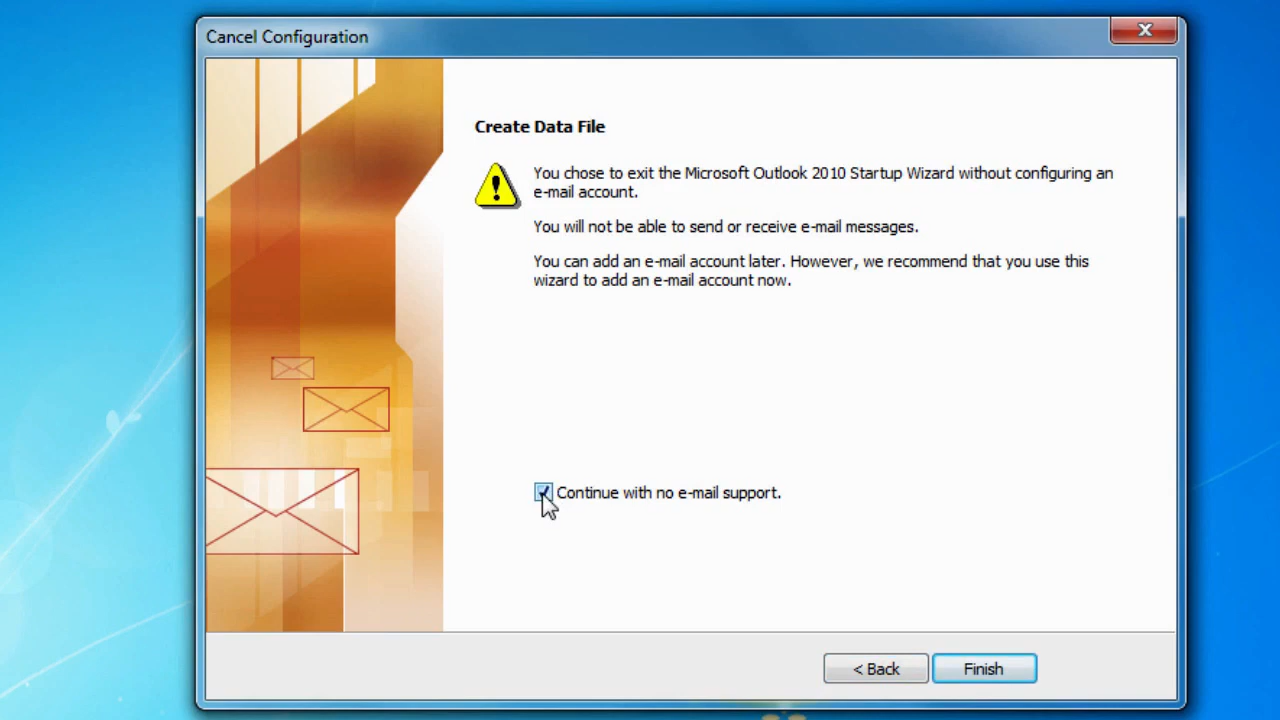 Cancel Configuration
Create Data File
You chose to exit the Microsoft Outlook 2010 Startup Wizard without configuring an
e-mail account.
You will not be able to send or receive e-mail messages.
You can add an e-mail account later. However, we recommend that you use this
wizard to add an e-mail account now.
Continue with no e-mail support.
< Back
Finish